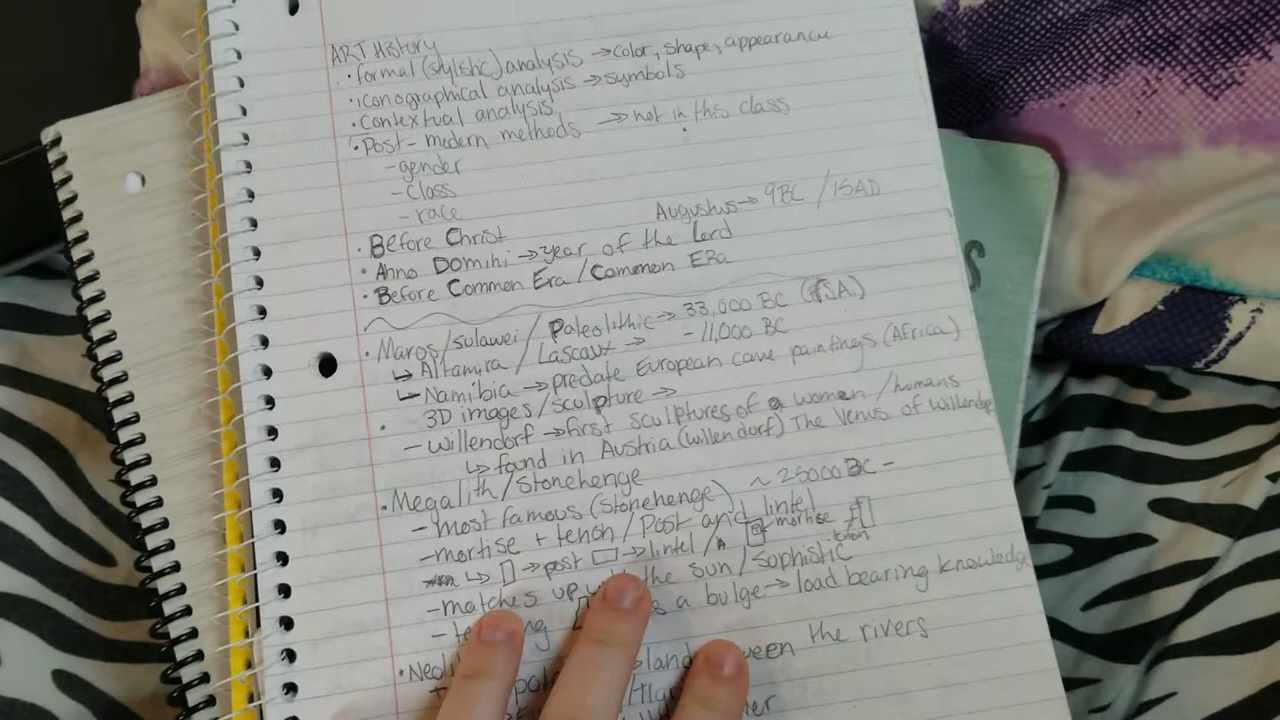 ART History
• formal (stylistic) analysis → color, shape, appearance
• iconographical analysis → symbols
• contextual analysis
• Post-modern methods → not in this class
- gender
- Class
- race
Augustus → 9BC / 15AD
• Before Christ
• Anno Domini → year of the Lord
• Before Common Era / Common Era
• Maros/Sulawei / Paleolithic → 33,000 BC
↳ Altamira / Lascaux → - 11,000 BC
↳ Namibia → predate European cave paintings (Africa)
• 3D images/sculpture →
- willendorf → first sculptures of a women / humans
↳ found in Austria (willendorf) The Venus of Willendorf
• Megalith / Stonehenge
- most famous (Stonehenge) ~ 25000 BC -
- mortise + tenon / Post and lintel
↳ → post → lintel / mortise
- matches up the sun / Sophistic
a bulge → load bearing knowledge
the rivers